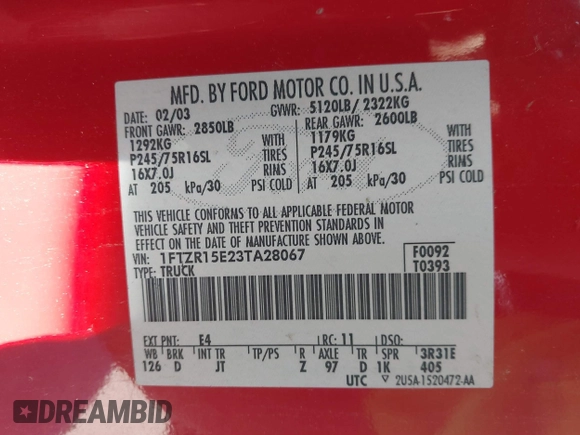 MFD. BY FORD MOTOR CO. IN U.S.A.
DATE: 02/03 GVWR: 5120LB/ 2322KG
FRONT GAWR: 2850LB REAR GAWR: 2600LB
1292KG WITH 1179KG WITH
P245/75R16SL TIRES P245/75R16SL TIRES
16X7.0J RIMS 16X7.0J RIMS
AT 205 kPa/30 PSI COLD AT 205 kPa/30 PSI COLD
THIS VEHICLE CONFORMS TO ALL APPLICABLE FEDERAL MOTOR
VEHICLE SAFETY AND THEFT PREVENTION STANDARDS IN
EFFECT ON THE DATE OF MANUFACTURE SHOWN ABOVE.
VIN: 1FTZR15E23TA28067 F0092
TYPE: TRUCK T0393
EXT PNT: E4 RC: 11 DSO:
WB BRK INT TR TP/PS R AXLE TR SPR 3R31E
126 D JT Z 97 D 1K 405
UTC ▽ 2USA-1520472-AA
DREAMBID